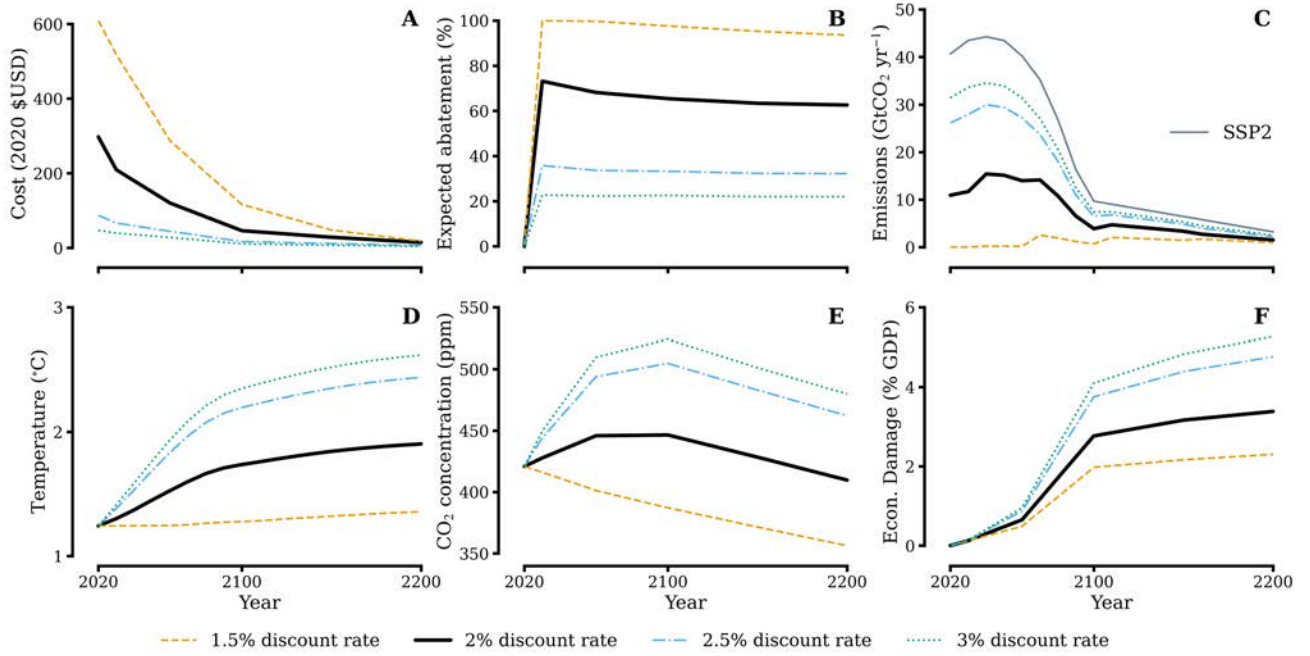 A
Cost (2020 $USD)
600
400
200
0
B
Expected abatement (%)
100
80
60
40
20
0
C
Emissions (GtCO₂ yr⁻¹)
50
40
30
20
10
0
SSP2
D
Temperature (°C)
3
2
1
2020 2100 2200
Year
E
CO₂ concentration (ppm)
550
500
450
400
350
2020 2100 2200
Year
F
Econ. Damage (% GDP)
6
4
2
0
2020 2100 2200
Year
1.5% discount rate 2% discount rate 2.5% discount rate 3% discount rate